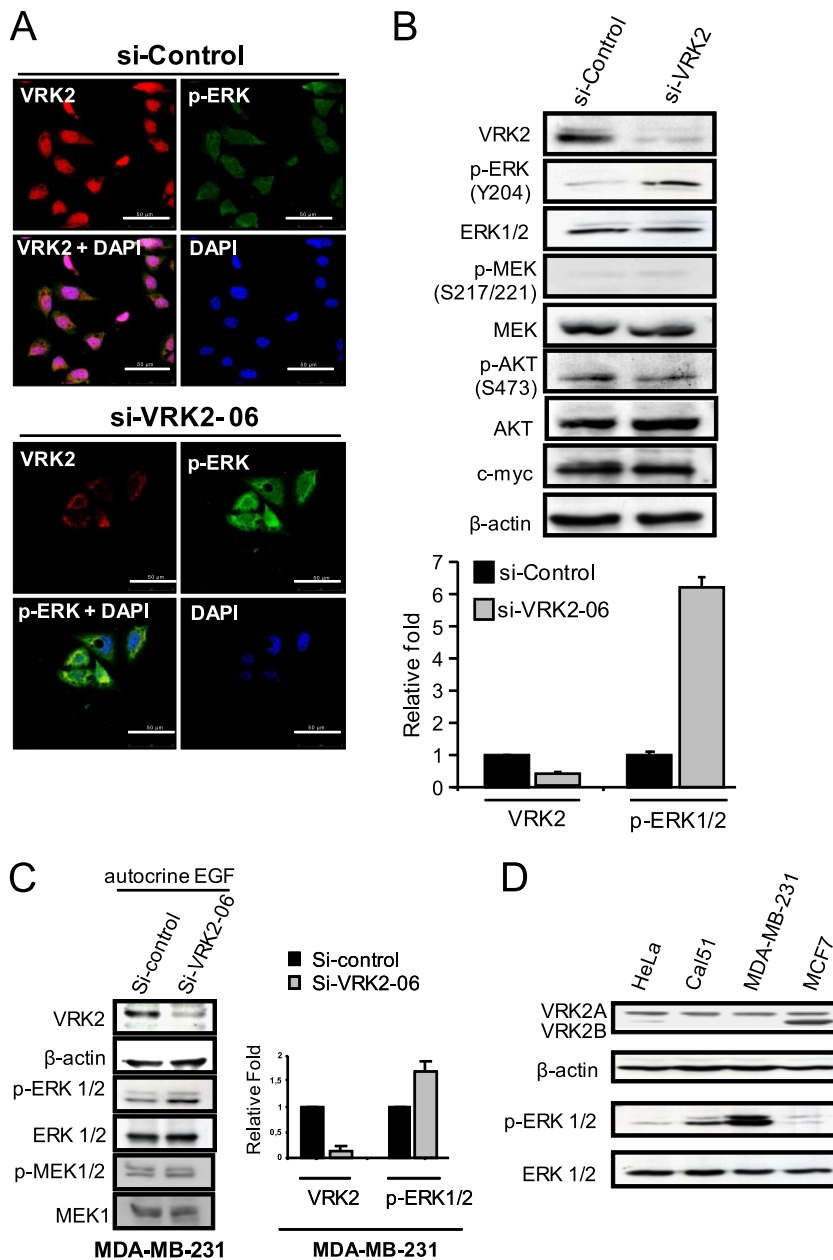 A
si-Control
VRK2
p-ERK
50 µm
50 µm
VRK2 + DAPI
DAPI
50 µm
50 µm
si-VRK2-06
VRK2
p-ERK
50 µm
50 µm
p-ERK + DAPI
DAPI
50 µm
50 µm
B
si-Control
si-VRK2
VRK2
p-ERK
(Y204)
ERK1/2
p-MEK
(S217/221)
MEK
p-AKT
(S473)
AKT
c-myc
β-actin
si-Control
si-VRK2-06
Relative fold
7
6
5
4
3
2
1
0
VRK2
p-ERK1/2
C
autocrine EGF
Si-control
Si-VRK2-06
VRK2
β-actin
p-ERK 1/2
ERK 1/2
p-MEK1/2
MEK1
MDA-MB-231
Si-control
Si-VRK2-06
Relative Fold
2
1,5
1
0,5
0
VRK2
p-ERK1/2
MDA-MB-231
D
HeLa
Cal51
MDA-MB-231
MCF7
VRK2A
VRK2B
β-actin
p-ERK 1/2
ERK 1/2